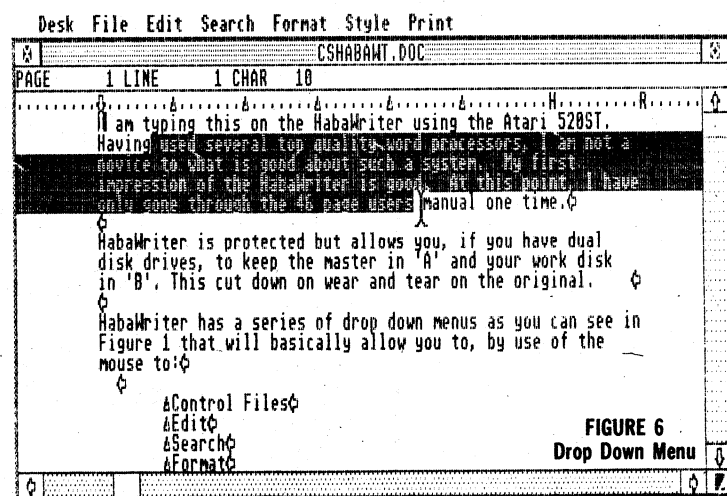 Desk File Edit Search Format Style Print
CSHABAWT.DOC
PAGE 1 LINE 1 CHAR 10
H R
I am typing this on the HabaWriter using the Atari 520ST.
Having used several top quality word processors, I am not a
novice to what is good about such a system. My first
impression of the HabaWriter is good. At this point I have
only gone through the 46 page users manual one time.
HabaWriter is protected but allows you, if you have dual
disk drives, to keep the master in 'A' and your work disk
in 'B'. This cut down on wear and tear on the original.
HabaWriter has a series of drop down menus as you can see in
Figure 1 that will basically allow you to, by use of the
mouse to:
Control Files
Edit
Search
Format
FIGURE 6
Drop Down Menu